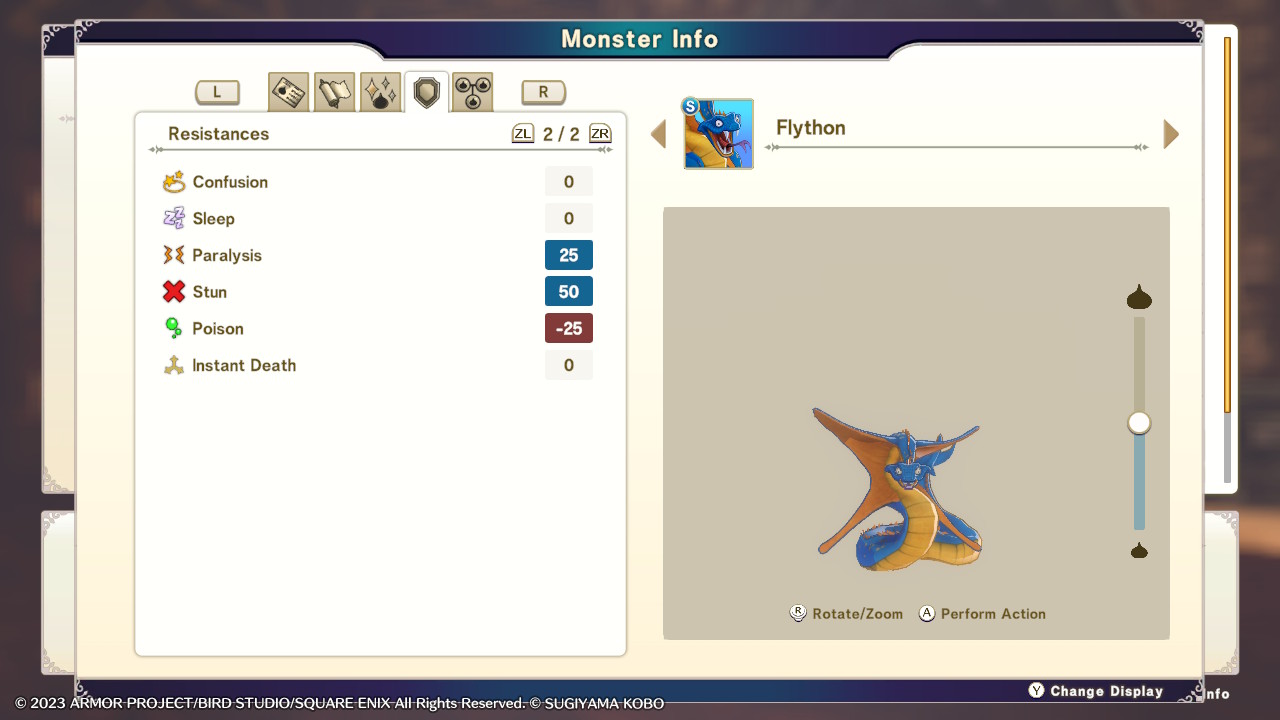 Monster Info
L
R
Resistances
ZL 2 / 2 ZR
S
Flython
Confusion 0
Sleep 0
Paralysis 25
Stun 50
Poison -25
Instant Death 0
R Rotate/Zoom A Perform Action
Y Change Display
nfo
© 2023 ARMOR PROJECT/BIRD STUDIO/SQUARE ENIX All Rights Reserved. © SUGIYAMA KOBO